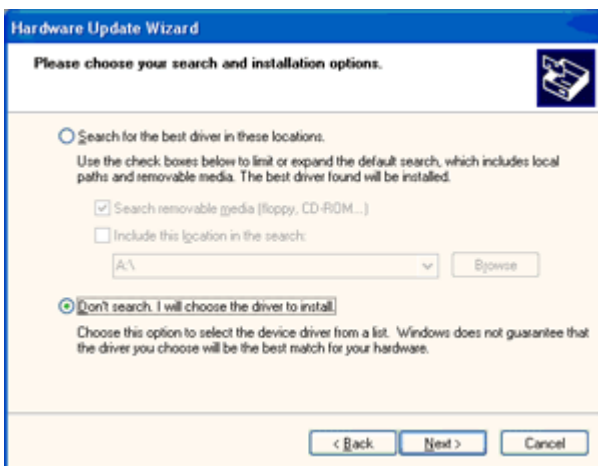 Hardware Update Wizard
Please choose your search and installation options.
Search for the best driver in these locations.
Use the check boxes below to limit or expand the default search, which includes local
paths and removable media. The best driver found will be installed.
Search removable media (floppy, CD-ROM...)
Include this location in the search:
A:\
Browse
Don't search. I will choose the driver to install.
Choose this option to select the device driver from a list. Windows does not guarantee that
the driver you choose will be the best match for your hardware.
< Back Next > Cancel